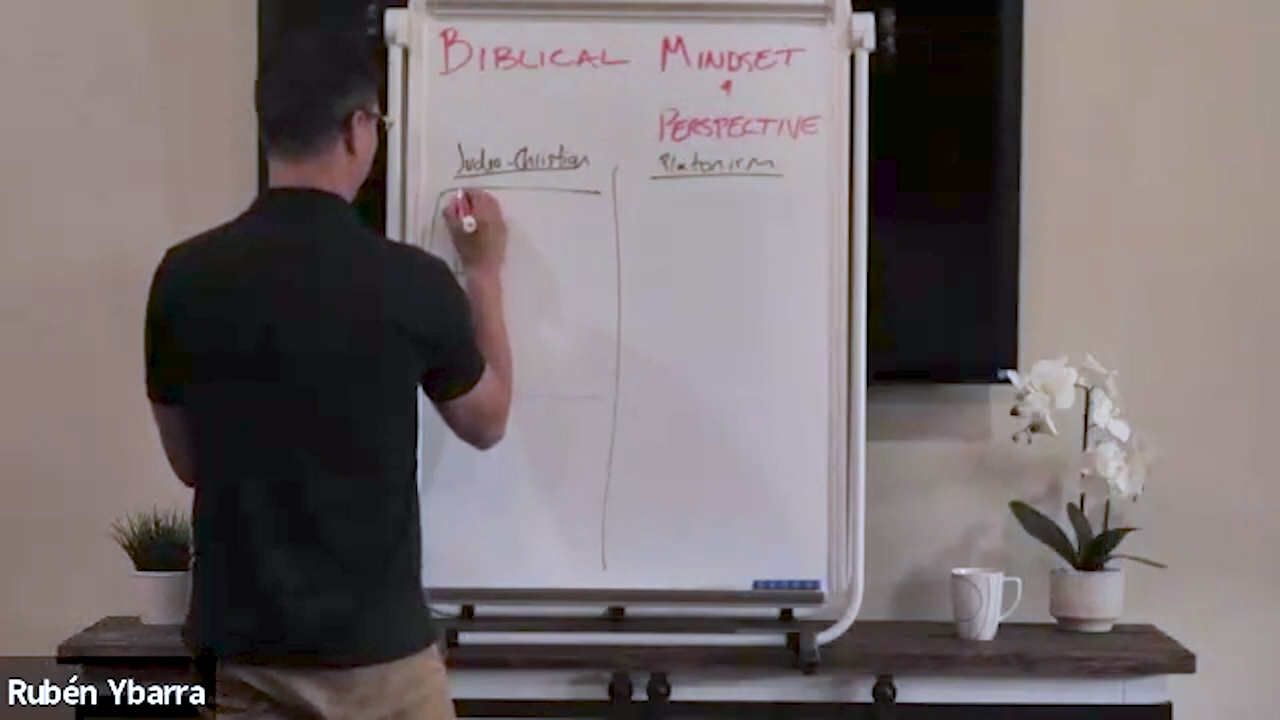 BIBLICAL MINDSET
&
PERSPECTIVE
Judeo-Christian Platonism
Rubén Ybarra